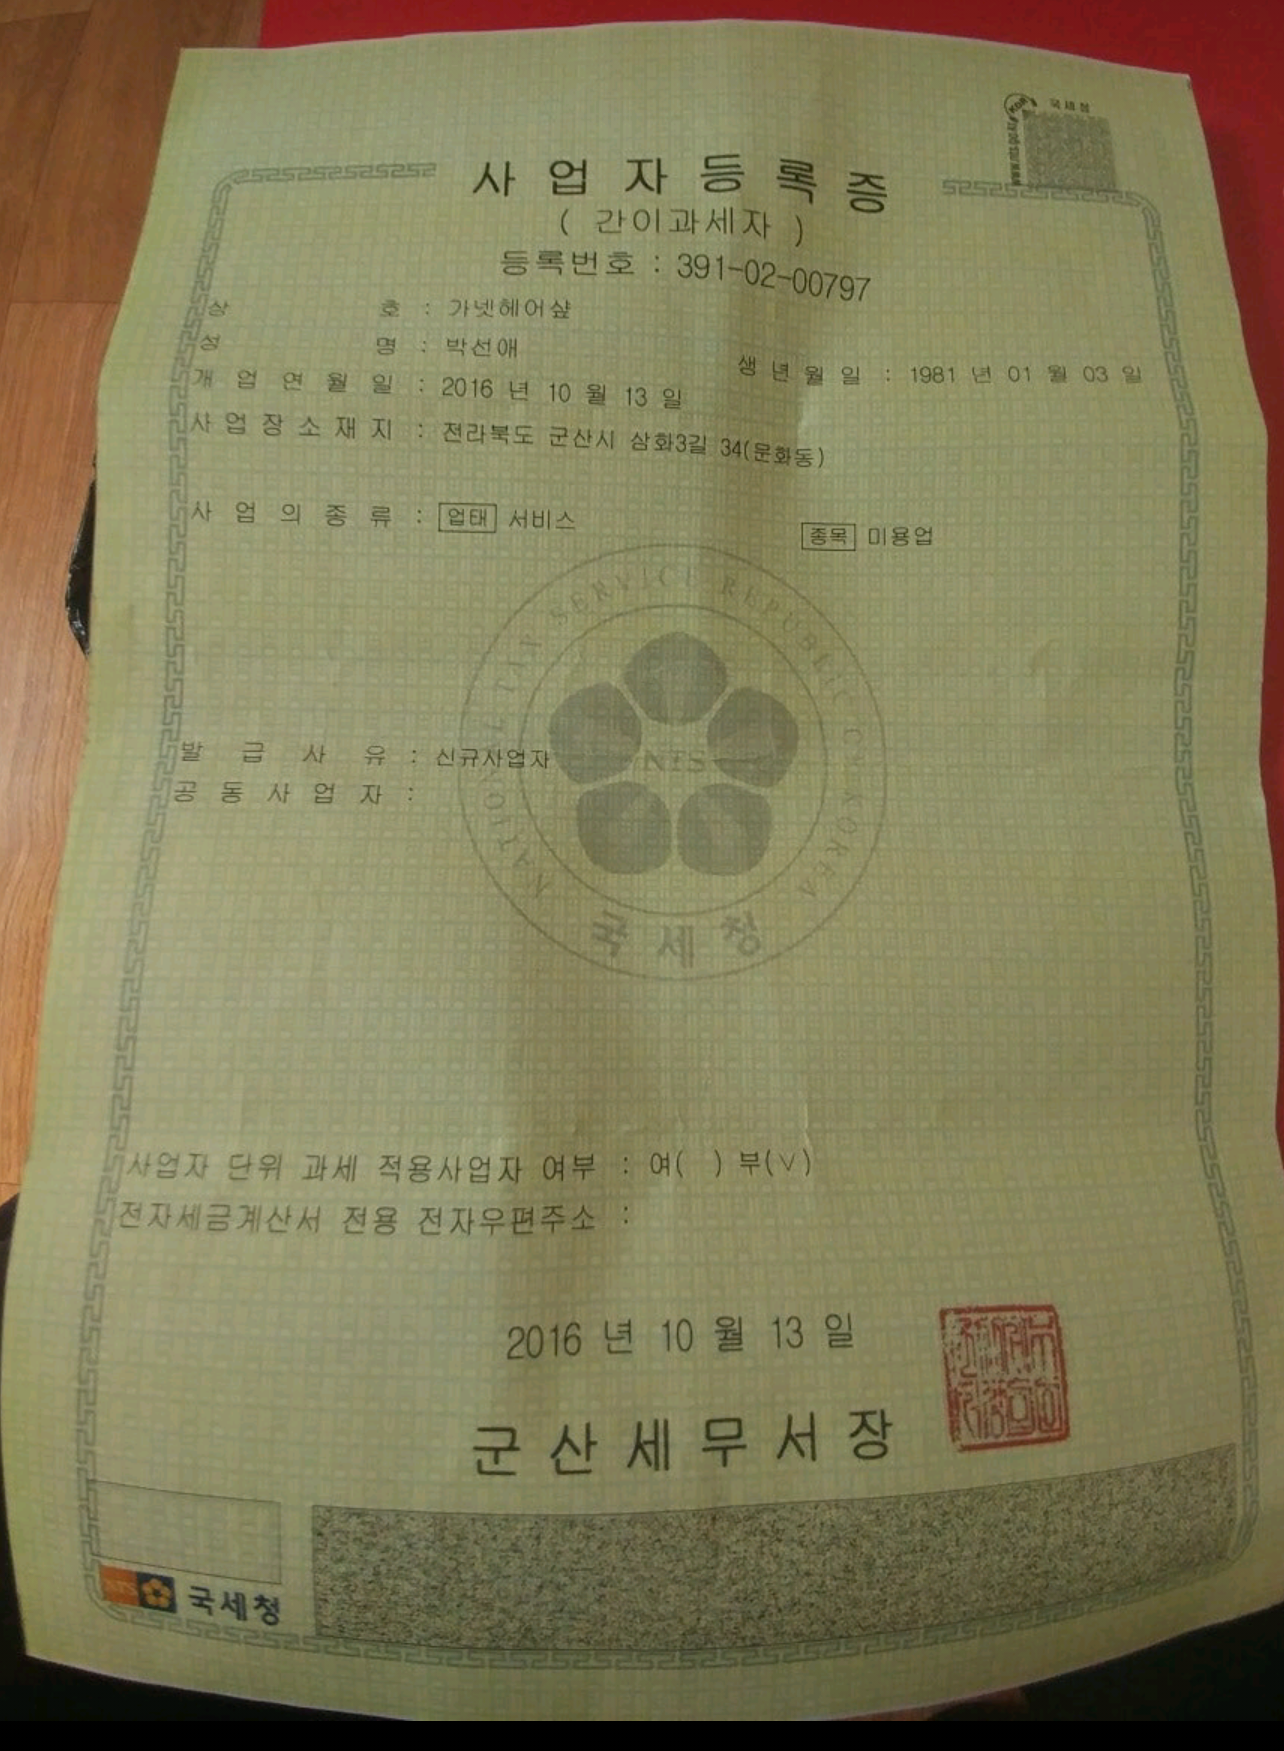 국세청
사업자등록증
( 간이과세자 )
등록번호 : 391-02-00797
상 호 : 가넷헤어샾
성 명 : 박선애 생년월일 : 1981 년 01 월 03 일
개업연월일 : 2016 년 10 월 13 일
사업장소재지 : 전라북도 군산시 삼화3길 34(문화동)
사업의종류 : 업태 서비스 종목 미용업
NATIONAL TAX SERVICE REPUBLIC OF KOREA
NTS
국세청
발급사유 : 신규사업자
공동사업자 :
사업자 단위 과세 적용사업자 여부 : 여( ) 부(∨)
전자세금계산서 전용 전자우편주소 :
2016 년 10 월 13 일
군산세무서장
NTS 국세청